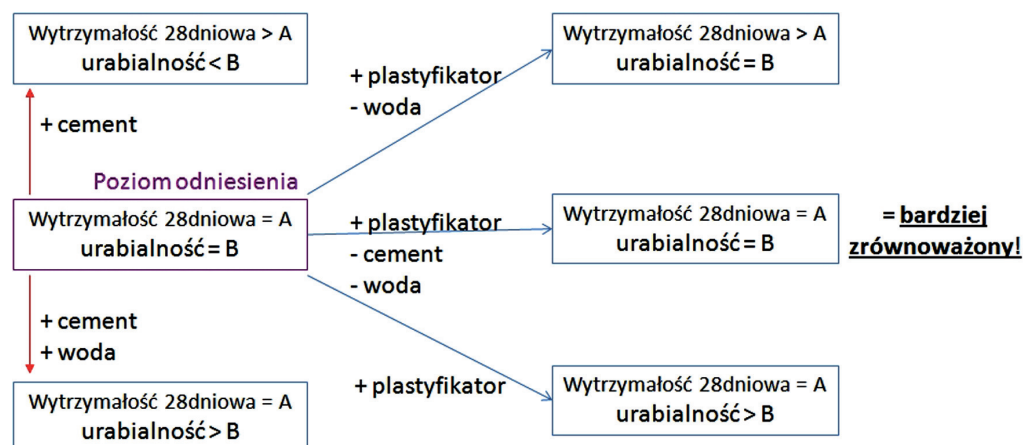 Wytrzymałość 28dniowa > A
urabialność < B
+ cement
Poziom odniesienia
Wytrzymałość 28dniowa = A
urabialność = B
+ cement
+ woda
Wytrzymałość 28dniowa = A
urabialność > B
+ plastyfikator
- woda
Wytrzymałość 28dniowa > A
urabialność = B
+ plastyfikator
- cement
- woda
Wytrzymałość 28dniowa = A
urabialność = B
= bardziej
zrównoważony!
+ plastyfikator
Wytrzymałość 28dniowa = A
urabialność > B